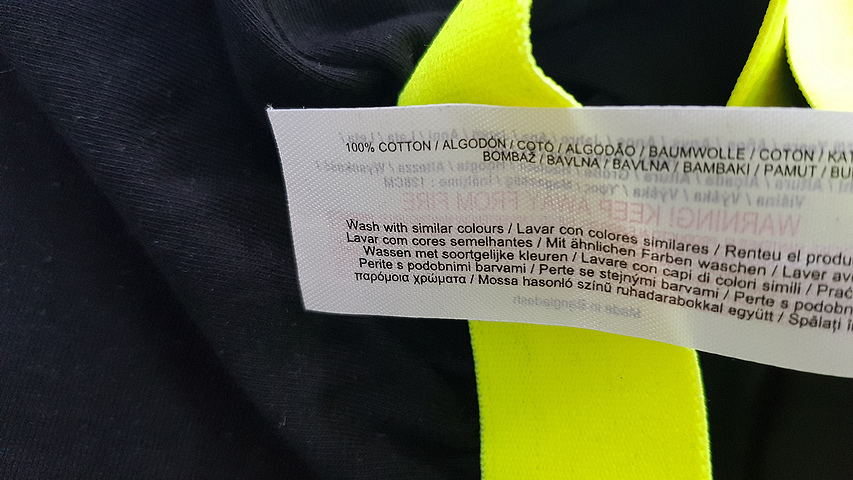 100% COTTON / ALGODÓN / COTÓ / ALGODÃO / BAUMWOLLE / COTON / KAT
BOMBAŽ / BAVLNA / BAVLNA / BAMBAKI / PAMUT / BU
WARNING! KEEP AWAY FROM FIRE
Wash with similar colours / Lavar con colores similares / Renteu el produ
Lavar com cores semelhantes / Mit ähnlichen Farben waschen / Laver av
Wassen met soortgelijke kleuren / Lavare con capi di colori simili / Prać
Perite s podobnimi barvami / Perte se stejnými barvami / Perte s podobn
παρόμοια χρώματα / Mossa hasonló színű ruhadarabokkal együtt / Spălați î
Made in Bangladesh